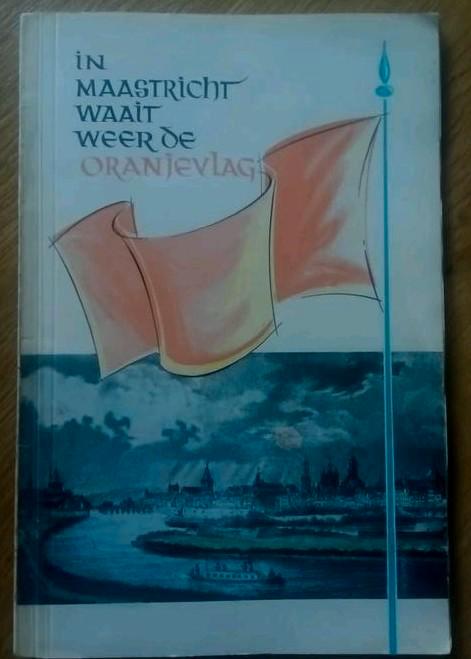 in
maastricht
waait
weer de
oranjevlag